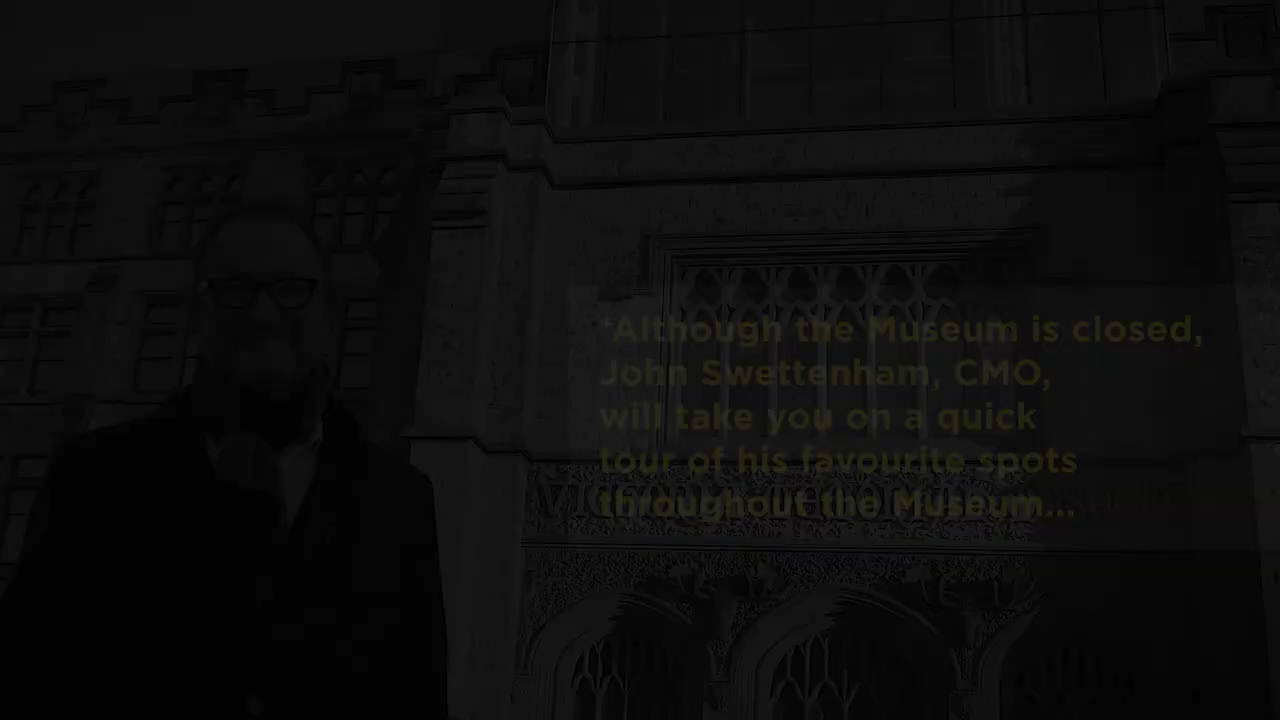 'Although the Museum is closed,
John Swettenham, CMO,
will take you on a quick
tour of his favourite spots
throughout the Museum...